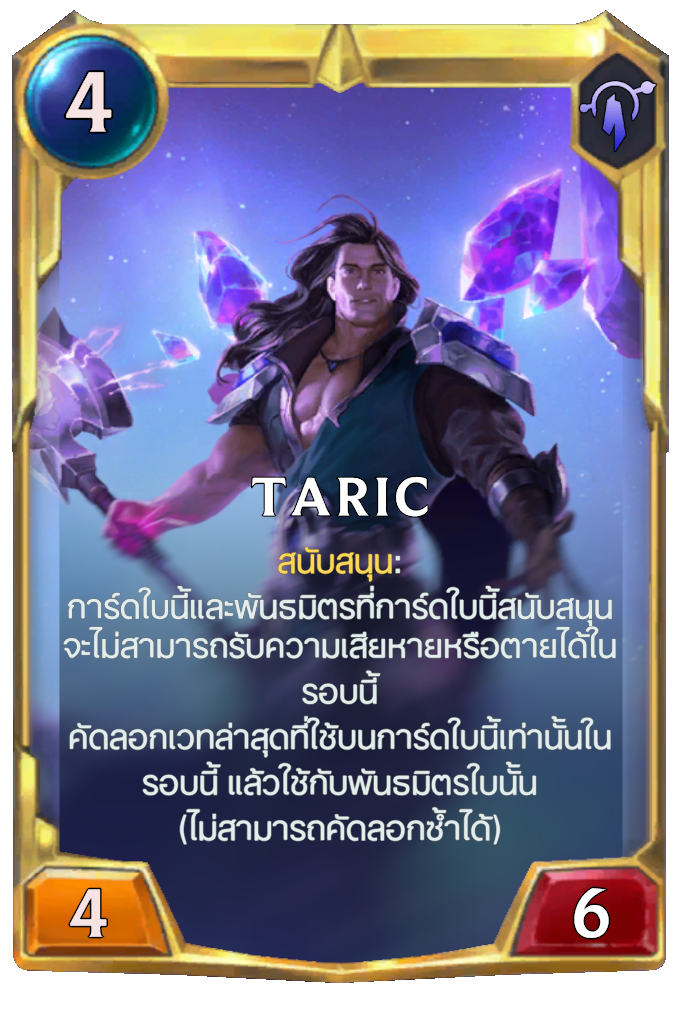 4
TARIC
สนับสนุน:
การ์ดใบนี้และพันธมิตรที่การ์ดใบนี้สนับสนุน
จะไม่สามารถรับความเสียหายหรือตายได้ใน
รอบนี้
คัดลอกเวทล่าสุดที่ใช้บนการ์ดใบนี้เท่านั้นใน
รอบนี้ แล้วใช้กับพันธมิตรใบนั้น
(ไม่สามารถคัดลอกซ้ำได้)
4
6